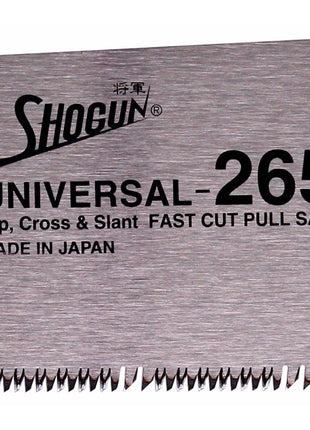 将軍
SHOGUN®
UNIVERSAL-265
p, Cross & Slant FAST CUT PULL SA
ADE IN JAPAN